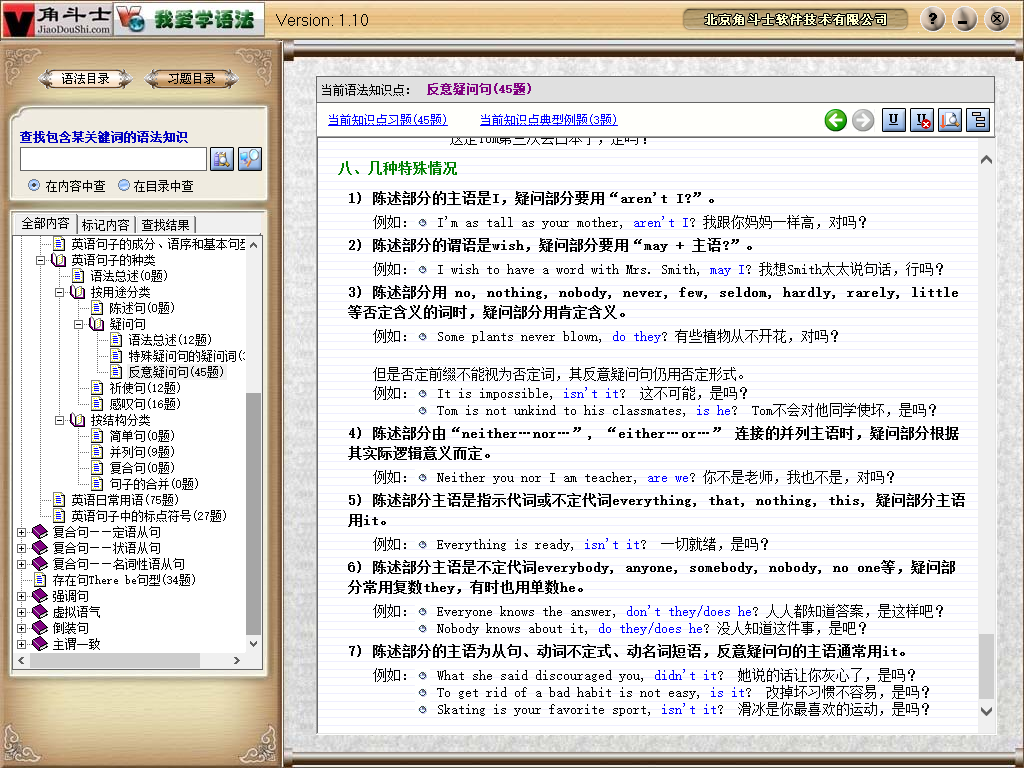 角斗士
JiaoDouShi.com
我爱学语法
Version: 1.10
北京角斗士软件技术有限公司
语法目录
习题目录
查找包含某关键词的语法知识
在内容中查
在目录中查
全部内容
标记内容
查找结果
英语句子的成分、语序和基本句型
英语句子的种类
语法总述(0题)
按用途分类
陈述句(0题)
疑问句
语法总述(12题)
特殊疑问句的疑问词(
反意疑问句(45题)
祈使句(12题)
感叹句(16题)
按结构分类
简单句(0题)
并列句(9题)
复合句(0题)
句子的合并(0题)
英语日常用语(75题)
英语句子中的标点符号(27题)
复合句——定语从句
复合句——状语从句
复合句——名词性语从句
存在句There be句型(34题)
强调句
虚拟语气
倒装句
主谓一致
当前语法知识点： 反意疑问句(45题)
当前知识点习题(45题)
当前知识点典型例题(3题)
这是Tom第三次去日本了，是吗？
八、几种特殊情况
1) 陈述部分的主语是I，疑问部分要用“aren't I?”。
例如： I'm as tall as your mother, aren't I? 我跟你妈妈一样高，对吗？
2) 陈述部分的谓语是wish，疑问部分要用“may + 主语?”。
例如： I wish to have a word with Mrs. Smith, may I? 我想Smith太太说句话，行吗？
3) 陈述部分用 no, nothing, nobody, never, few, seldom, hardly, rarely, little
等否定含义的词时，疑问部分用肯定含义。
例如： Some plants never blown, do they? 有些植物从不开花，对吗？
但是否定前缀不能视为否定词，其反意疑问句仍用否定形式。
例如： It is impossible, isn't it? 这不可能，是吗？
Tom is not unkind to his classmates, is he? Tom不会对他同学使坏，是吗？
4) 陈述部分由“neither…nor…”, “either…or…” 连接的并列主语时，疑问部分根据
其实际逻辑意义而定。
例如： Neither you nor I am teacher, are we? 你不是老师，我也不是，对吗？
5) 陈述部分主语是指示代词或不定代词everything, that, nothing, this, 疑问部分主语
用it。
例如： Everything is ready, isn't it? 一切就绪，是吗？
6) 陈述部分主语是不定代词everybody, anyone, somebody, nobody, no one等，疑问部
分常用复数they，有时也用单数he。
例如： Everyone knows the answer, don't they/does he? 人人都知道答案，是这样吧？
Nobody knows about it, do they/does he? 没人知道这件事，是吧？
7) 陈述部分的主语为从句、动词不定式、动名词短语，反意疑问句的主语通常用it。
例如： What she said discouraged you, didn't it? 她说的话让你灰心了，是吗？
To get rid of a bad habit is not easy, is it? 改掉坏习惯不容易，是吗？
Skating is your favorite sport, isn't it? 滑冰是你最喜欢的运动，是吗？